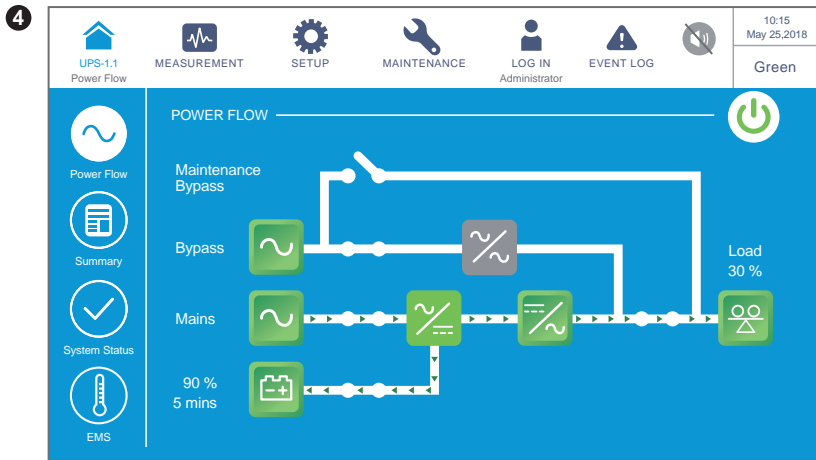 4
UPS-1.1
Power Flow
MEASUREMENT
SETUP
MAINTENANCE
LOG IN
Administrator
EVENT LOG
10:15
May 25,2018
Green
Power Flow
Summary
System Status
EMS
POWER FLOW
Maintenance
Bypass
Bypass
Mains
90 %
5 mins
Load
30 %